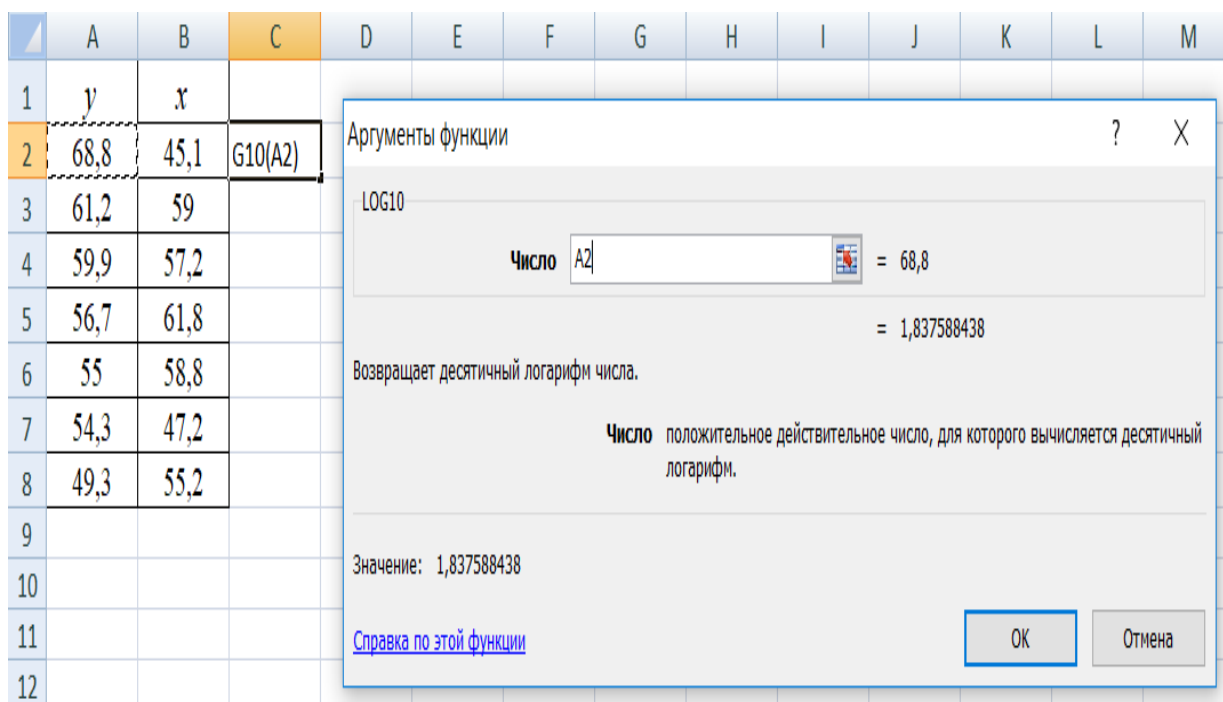 A B C D E F G H I J K L M
1 y x
2 68,8 45,1 G10(A2)
3 61,2 59
4 59,9 57,2
5 56,7 61,8
6 55 58,8
7 54,3 47,2
8 49,3 55,2
9
10
11
12
Аргументы функции ? X
LOG10
Число A2 = 68,8
= 1,837588438
Возвращает десятичный логарифм числа.
Число положительное действительное число, для которого вычисляется десятичный
логарифм.
Значение: 1,837588438
Справка по этой функции OK Отмена